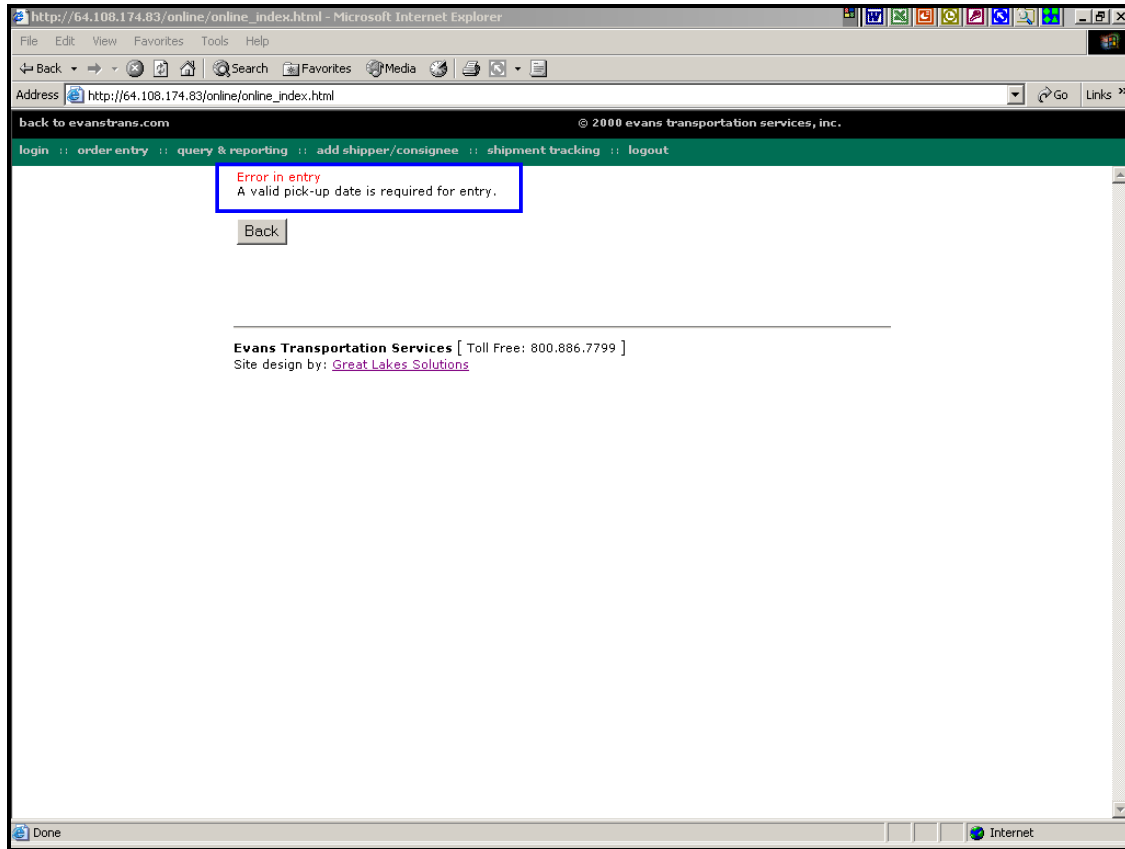 http://64.108.174.83/online/online_index.html - Microsoft Internet Explorer
File Edit View Favorites Tools Help
Back Search Favorites Media
Address http://64.108.174.83/online/online_index.html Go Links »
back to evanstrans.com © 2000 evans transportation services, inc.
login :: order entry :: query & reporting :: add shipper/consignee :: shipment tracking :: logout
Error in entry
A valid pick-up date is required for entry.
Back
Evans Transportation Services [ Toll Free: 800.886.7799 ]
Site design by: Great Lakes Solutions
Done Internet